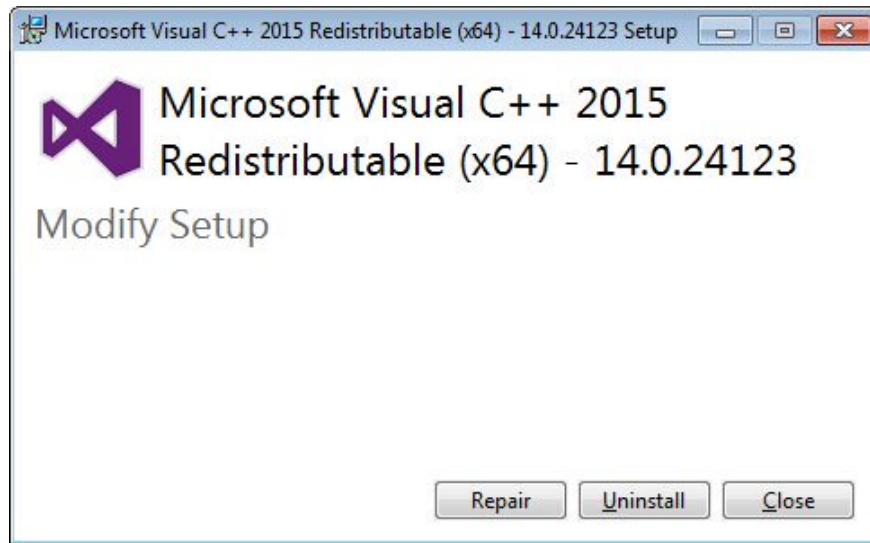 Microsoft Visual C++ 2015 Redistributable (x64) - 14.0.24123 Setup
Microsoft Visual C++ 2015
Redistributable (x64) - 14.0.24123
Modify Setup
Repair Uninstall Close